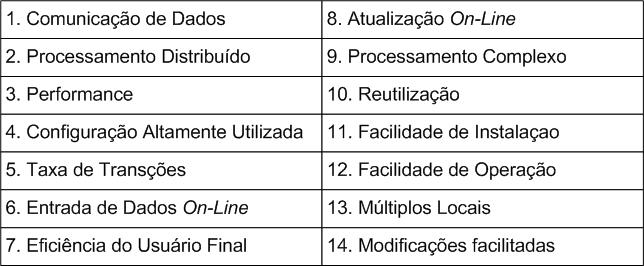 1. Comunicação de Dados
8. Atualização On-Line
2. Processamento Distribuído
9. Processamento Complexo
3. Performance
10. Reutilização
4. Configuração Altamente Utilizada
11. Facilidade de Instalaçao
5. Taxa de Transções
12. Facilidade de Operação
6. Entrada de Dados On-Line
13. Múltiplos Locais
7. Eficiência do Usuário Final
14. Modificações facilitadas